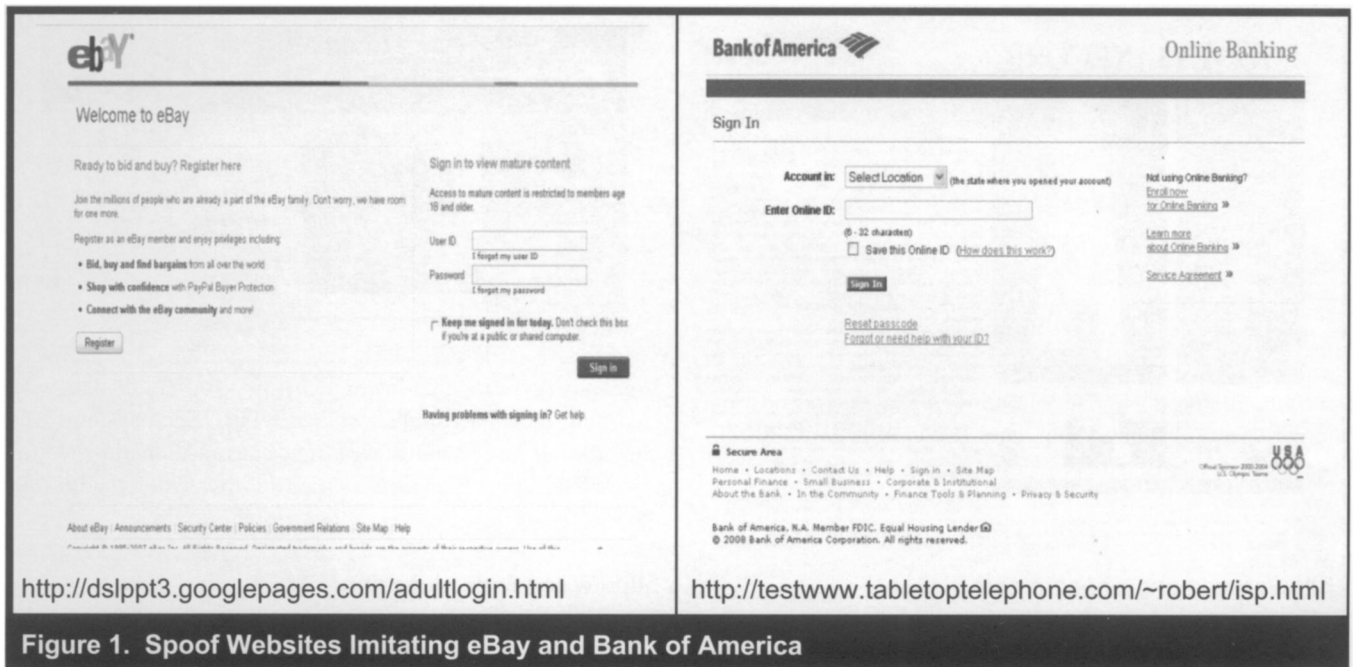 ebaY
Welcome to eBay
Ready to bid and buy? Register here
Join the millions of people who are already a part of the eBay family. Don't worry, we have room
for one more.
Register as an eBay member and enjoy privileges including:
• Bid, buy and find bargains from all over the world
• Shop with confidence with PayPal Buyer Protection
• Connect with the eBay community and more!
Register
Sign in to view mature content
Access to mature content is restricted to members age
18 and older.
User ID
I forgot my user ID
Password
I forgot my password
Keep me signed in for today. Don't check this box
if you're at a public or shared computer.
Sign in
Having problems with signing in? Get help
About eBay | Announcements | Security Center | Policies | Government Relations | Site Map | Help
http://dslppt3.googlepages.com/adultlogin.html
Bank of America
Online Banking
Sign In
Account in: Select Location (the state where you opened your account)
Enter Online ID:
(6 - 32 characters)
Save this Online ID (How does this work?)
Sign In
Reset passcode
Forgot or need help with your ID?
Not using Online Banking?
Enroll now
for Online Banking »
Learn more
about Online Banking »
Service Agreement »
Secure Area
Home • Locations • Contact Us • Help • Sign in • Site Map
Personal Finance • Small Business • Corporate & Institutional
About the Bank • In the Community • Finance Tools & Planning • Privacy & Security
USA
Official Sponsor 2000-2004
U.S. Olympic Teams
Bank of America, N.A. Member FDIC. Equal Housing Lender
© 2008 Bank of America Corporation. All rights reserved.
http://testwww.tabletoptelephone.com/~robert/isp.html
Figure 1. Spoof Websites Imitating eBay and Bank of America